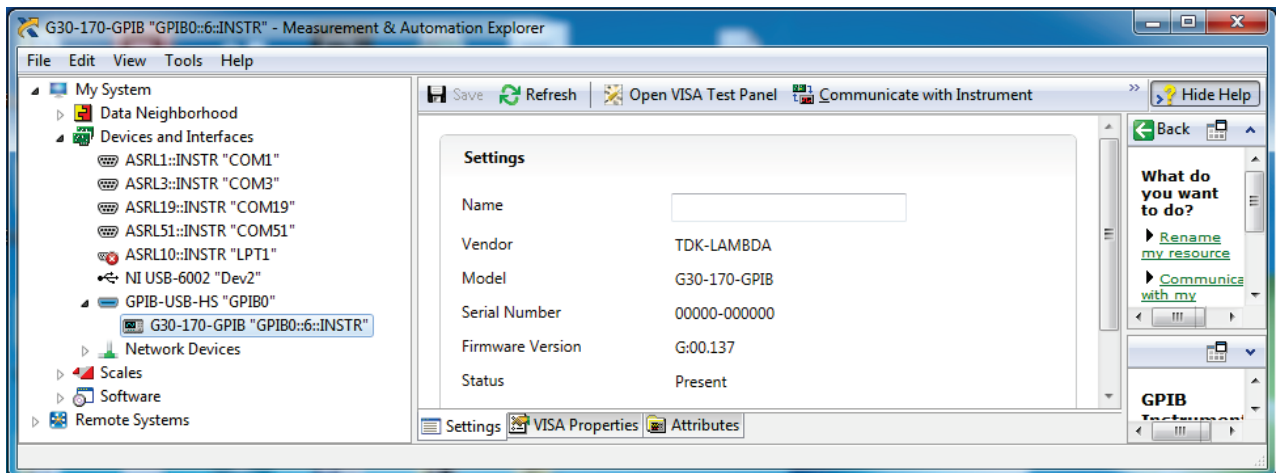 G30-170-GPIB "GPIB0::6::INSTR" - Measurement & Automation Explorer
File Edit View Tools Help
My System
Data Neighborhood
Devices and Interfaces
ASRL1::INSTR "COM1"
ASRL3::INSTR "COM3"
ASRL19::INSTR "COM19"
ASRL51::INSTR "COM51"
ASRL10::INSTR "LPT1"
NI USB-6002 "Dev2"
GPIB-USB-HS "GPIB0"
G30-170-GPIB "GPIB0::6::INSTR"
Network Devices
Scales
Software
Remote Systems
Save Refresh Open VISA Test Panel Communicate with Instrument
Settings
Name
Vendor TDK-LAMBDA
Model G30-170-GPIB
Serial Number 00000-000000
Firmware Version G:00.137
Status Present
Settings VISA Properties Attributes
» Hide Help
Back
What do
you want
to do?
Rename
my resource
Communica
with my
GPIB